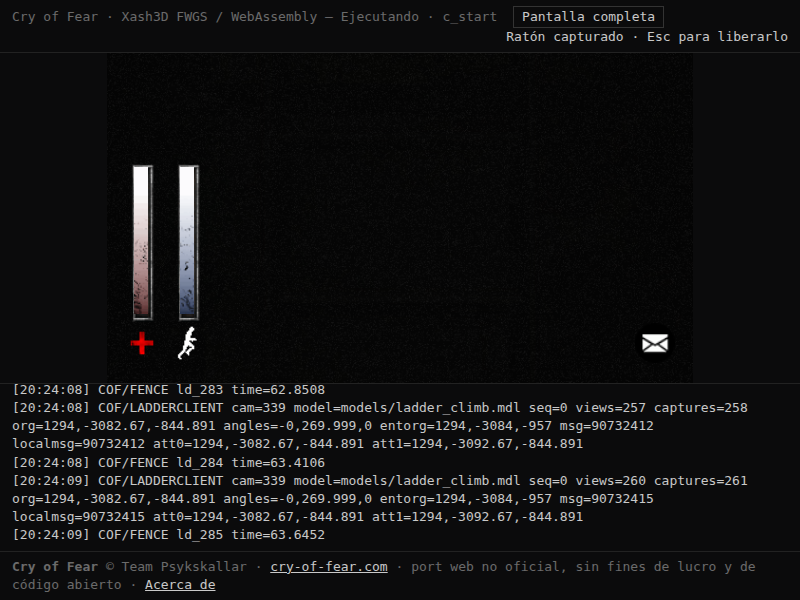 Cry of Fear · Xash3D FWGS / WebAssembly — Ejecutando · c_start
Pantalla completa
Ratón capturado · Esc para liberarlo
[20:24:08] COF/FENCE ld_283 time=62.8508
[20:24:08] COF/LADDERCLIENT cam=339 model=models/ladder_climb.mdl seq=0 views=257 captures=258
org=1294,-3082.67,-844.891 angles=-0,269.999,0 entorg=1294,-3084,-957 msg=90732412
localmsg=90732412 att0=1294,-3082.67,-844.891 att1=1294,-3092.67,-844.891
[20:24:08] COF/FENCE ld_284 time=63.4106
[20:24:09] COF/LADDERCLIENT cam=339 model=models/ladder_climb.mdl seq=0 views=260 captures=261
org=1294,-3082.67,-844.891 angles=-0,269.999,0 entorg=1294,-3084,-957 msg=90732415
localmsg=90732415 att0=1294,-3082.67,-844.891 att1=1294,-3092.67,-844.891
[20:24:09] COF/FENCE ld_285 time=63.6452
Cry of Fear © Team Psykskallar · cry-of-fear.com · port web no oficial, sin fines de lucro y de
código abierto · Acerca de